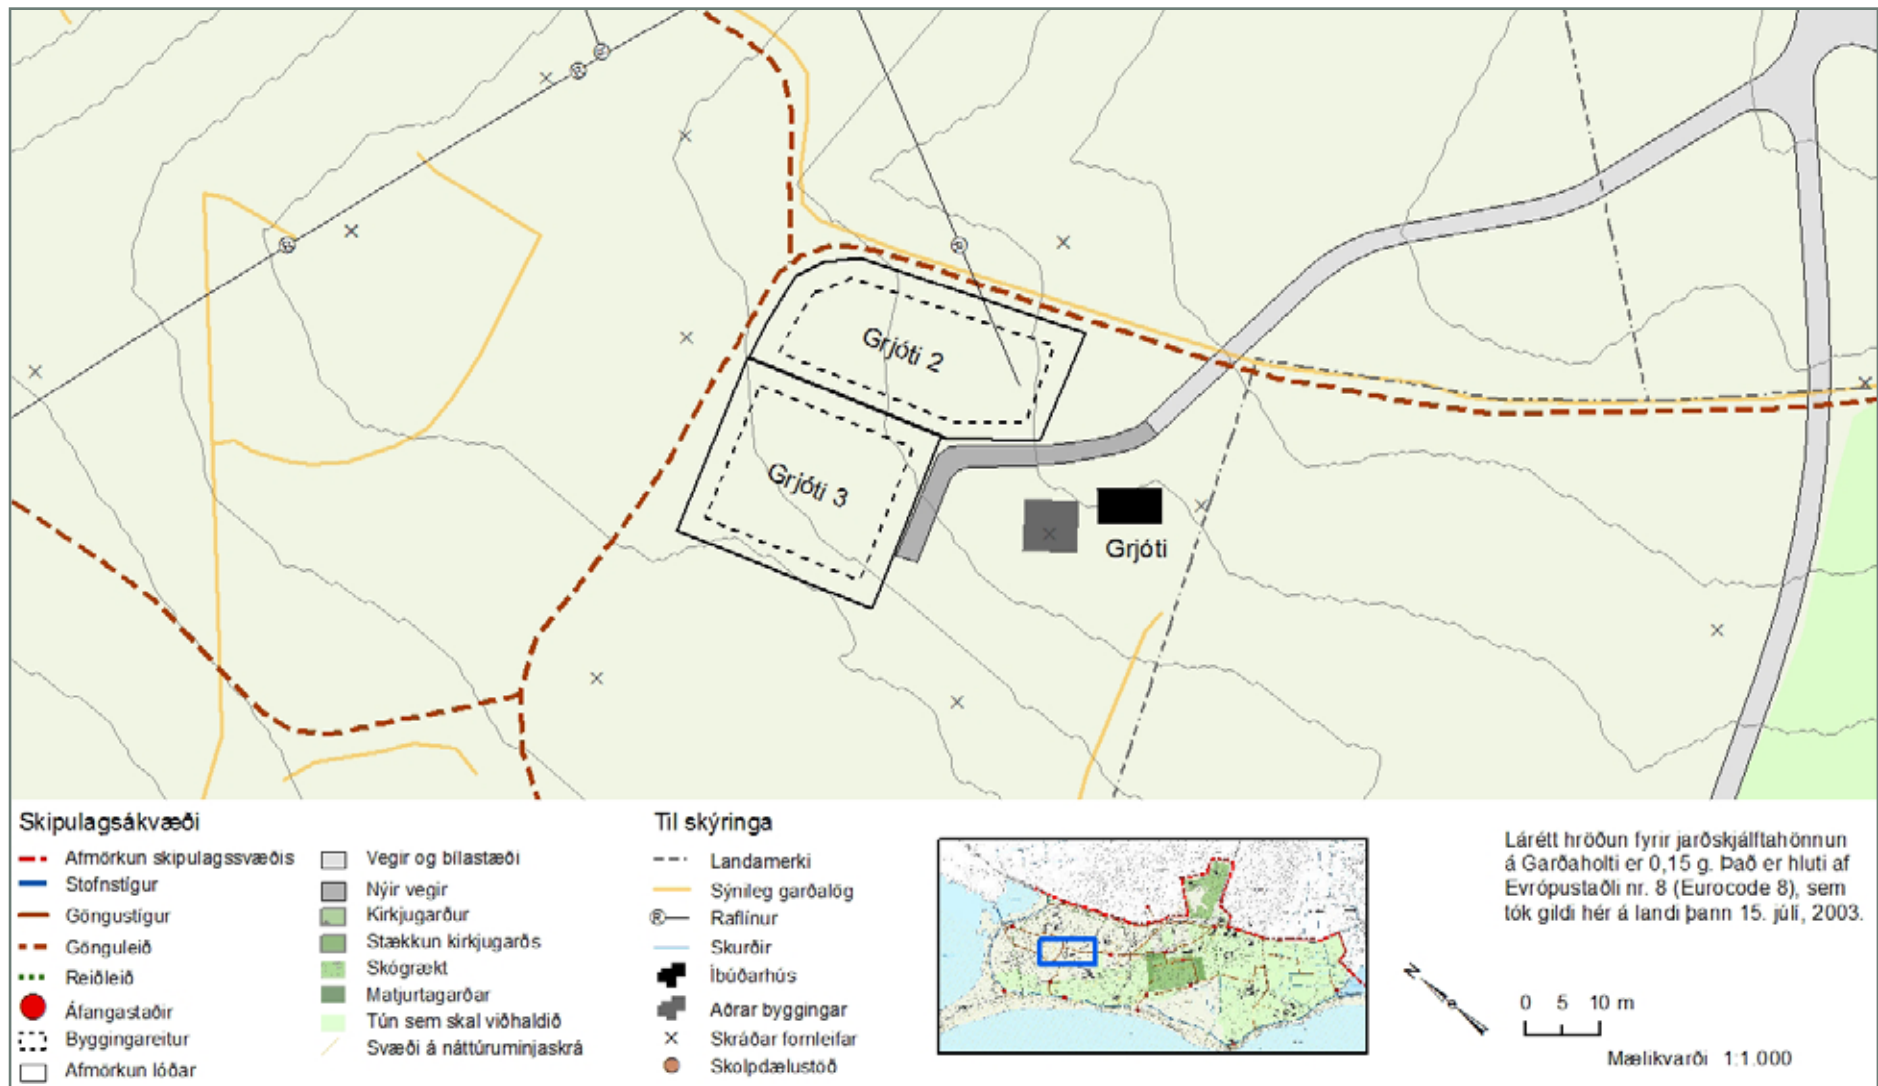 Grjóti 2
Grjóti 3
Grjóti
Skipulagsákvæði
Afmörkun skipulagssvæðis
Stofnstígur
Göngustígur
Gönguleið
Reiðleið
Áfangastaðir
Byggingareitur
Afmörkun lóðar
Vegir og bílastæði
Nýir vegir
Kirkjugarður
Stækkun kirkjugarðs
Skógrækt
Matjurtagarðar
Tún sem skal viðhaldið
Svæði á náttúruminjaskrá
Til skýringa
Landamerki
Sýnileg garðalög
R Raflínur
Skurðir
Íbúðarhús
Aðrar byggingar
Skráðar fornleifar
Skolpdælustöð
Lárétt hröðun fyrir jarðskjálftahönnun
á Garðaholti er 0,15 g. Það er hluti af
Evrópustaðli nr. 8 (Eurocode 8), sem
tók gildi hér á landi þann 15. júlí, 2003.
N
0 5 10 m
Mælikvarði 1:1.000